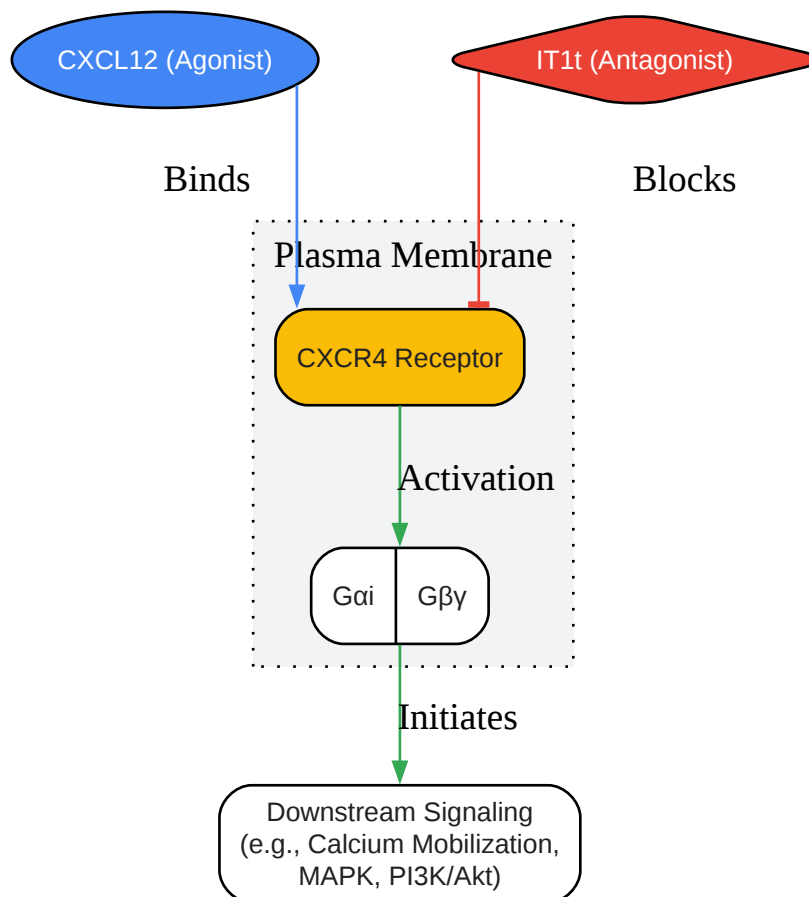 CXCL12 (Agonist)
IT1t (Antagonist)
Binds
Blocks
Plasma Membrane
CXCR4 Receptor
Activation
Gαi
Gβγ
Initiates
Downstream Signaling
(e.g., Calcium Mobilization,
MAPK, PI3K/Akt)